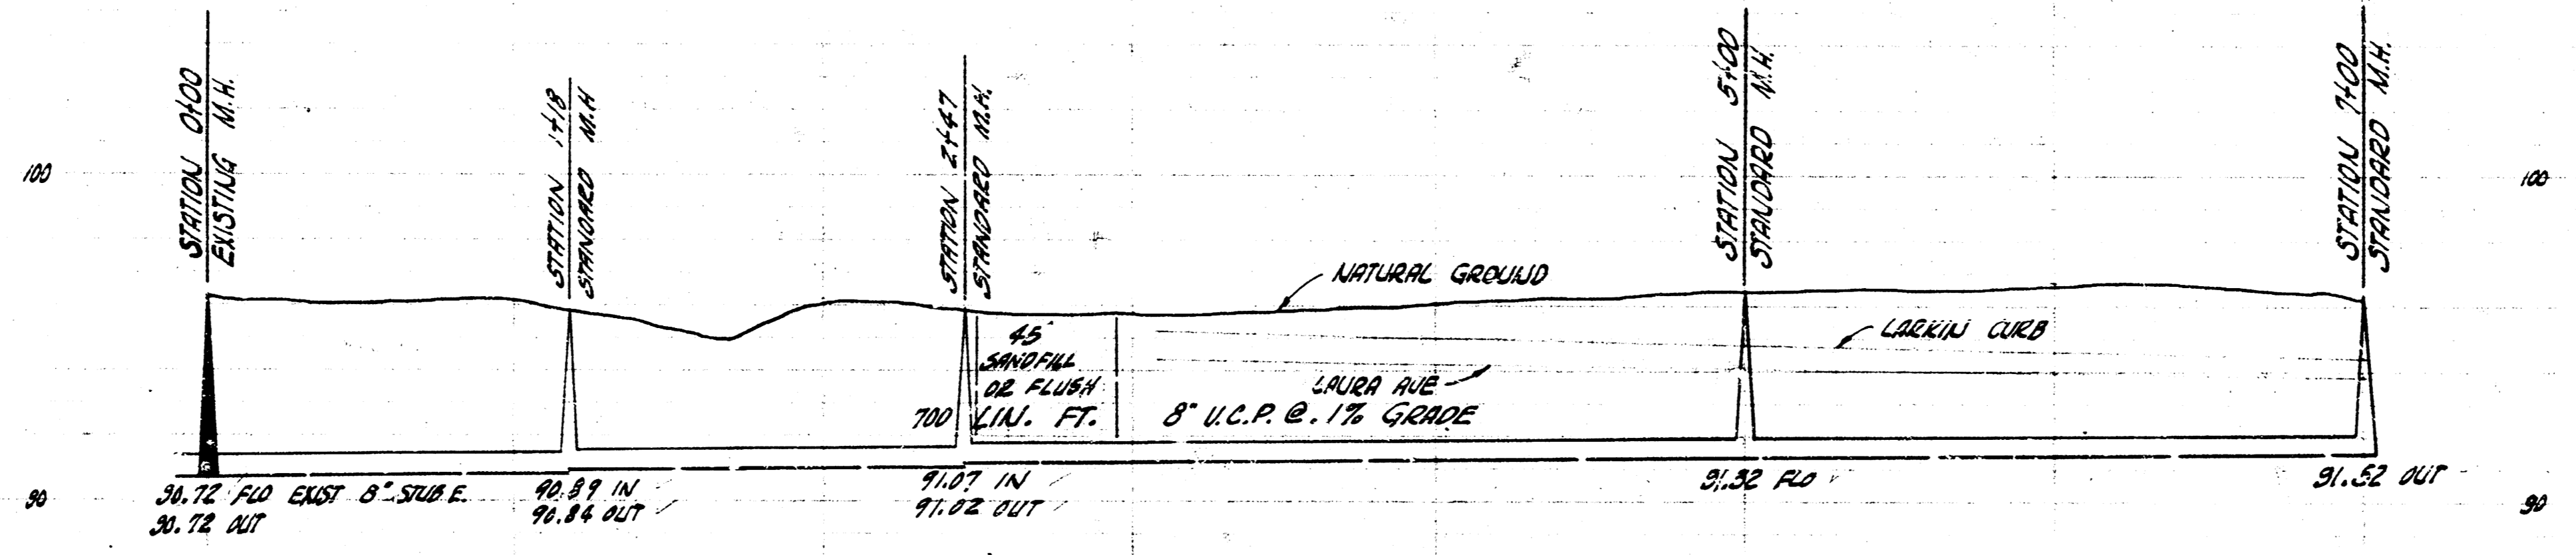 STATION 0+00
EXISTING M.H.
STATION 1+18
STANDARD M.H
STATION 2+47
STANDARD M.H.
STATION 5+00
STANDARD M.H.
STATION 7+00
STANDARD M.H.
100
100
NATURAL GROUND
45'
SANDFILL
OR FLUSH
LARKIN CURB
LAURA AVE
700 LIN. FT. 8" V.C.P. @ .1% GRADE
90.72 FLO EXIST 8" STUB E.
90.72 OUT
90.89 IN
90.84 OUT
91.07 IN
91.02 OUT
91.32 FLO
91.52 OUT
90
90